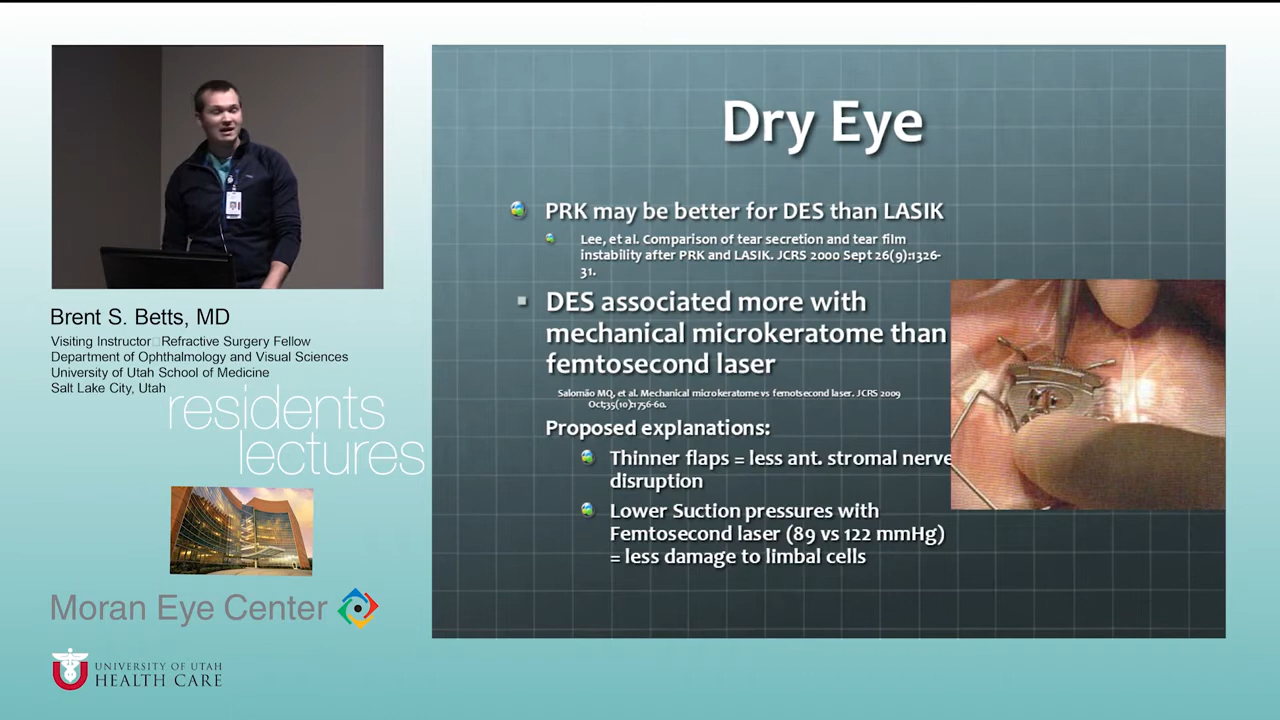 Dry Eye
PRK may be better for DES than LASIK
Lee, et al. Comparison of tear secretion and tear film
instability after PRK and LASIK. JCRS 2000 Sept 26(9):1326-
31.
DES associated more with
mechanical microkeratome than
femtosecond laser
Salomão MQ, et al. Mechanical microkeratome vs femotsecond laser. JCRS 2009
Oct;35(10):1756-60.
Proposed explanations:
Thinner flaps = less ant. stromal nerve
disruption
Lower Suction pressures with
Femtosecond laser (89 vs 122 mmHg)
= less damage to limbal cells
Brent S. Betts, MD
Visiting Instructor Refractive Surgery Fellow
Department of Ophthalmology and Visual Sciences
University of Utah School of Medicine
Salt Lake City, Utah
residents
lectures
Moran Eye Center
UNIVERSITY OF UTAH
HEALTH CARE